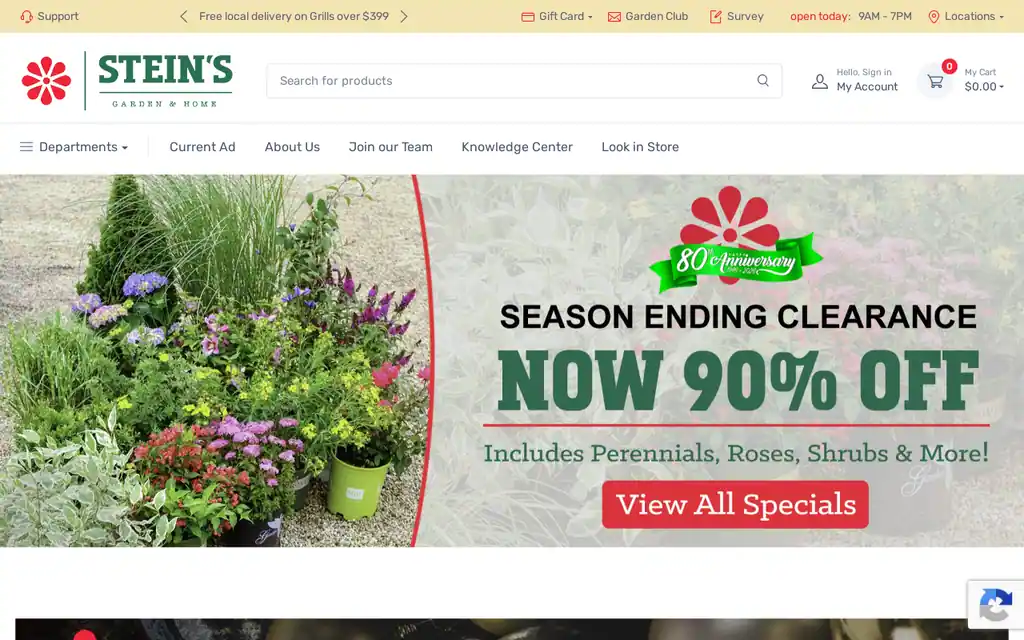 Support
Free local delivery on Grills over $399
Gift Card
Garden Club
Survey
open today: 9AM - 7PM
Locations
STEIN'S
GARDEN & HOME
Search for products
Hello, Sign in
My Account
0
My Cart
$0.00
Departments
Current Ad
About Us
Join our Team
Knowledge Center
Look in Store
80th Anniversary
SEASON ENDING CLEARANCE
NOW 90% OFF
Includes Perennials, Roses, Shrubs & More!
View All Specials